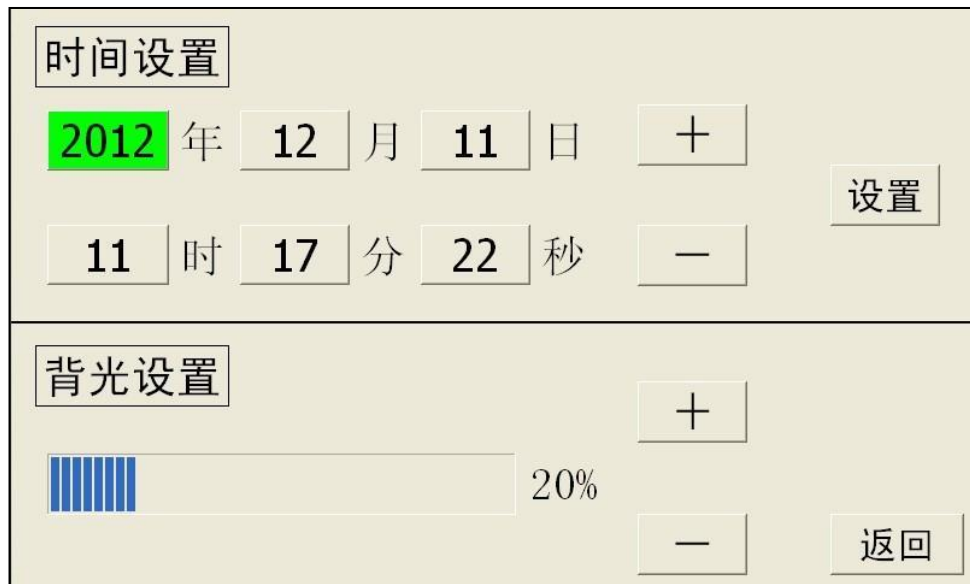 时间设置
2012 年 12 月 11 日 +
设置
11 时 17 分 22 秒 －
背光设置
+
20%
－ 返回